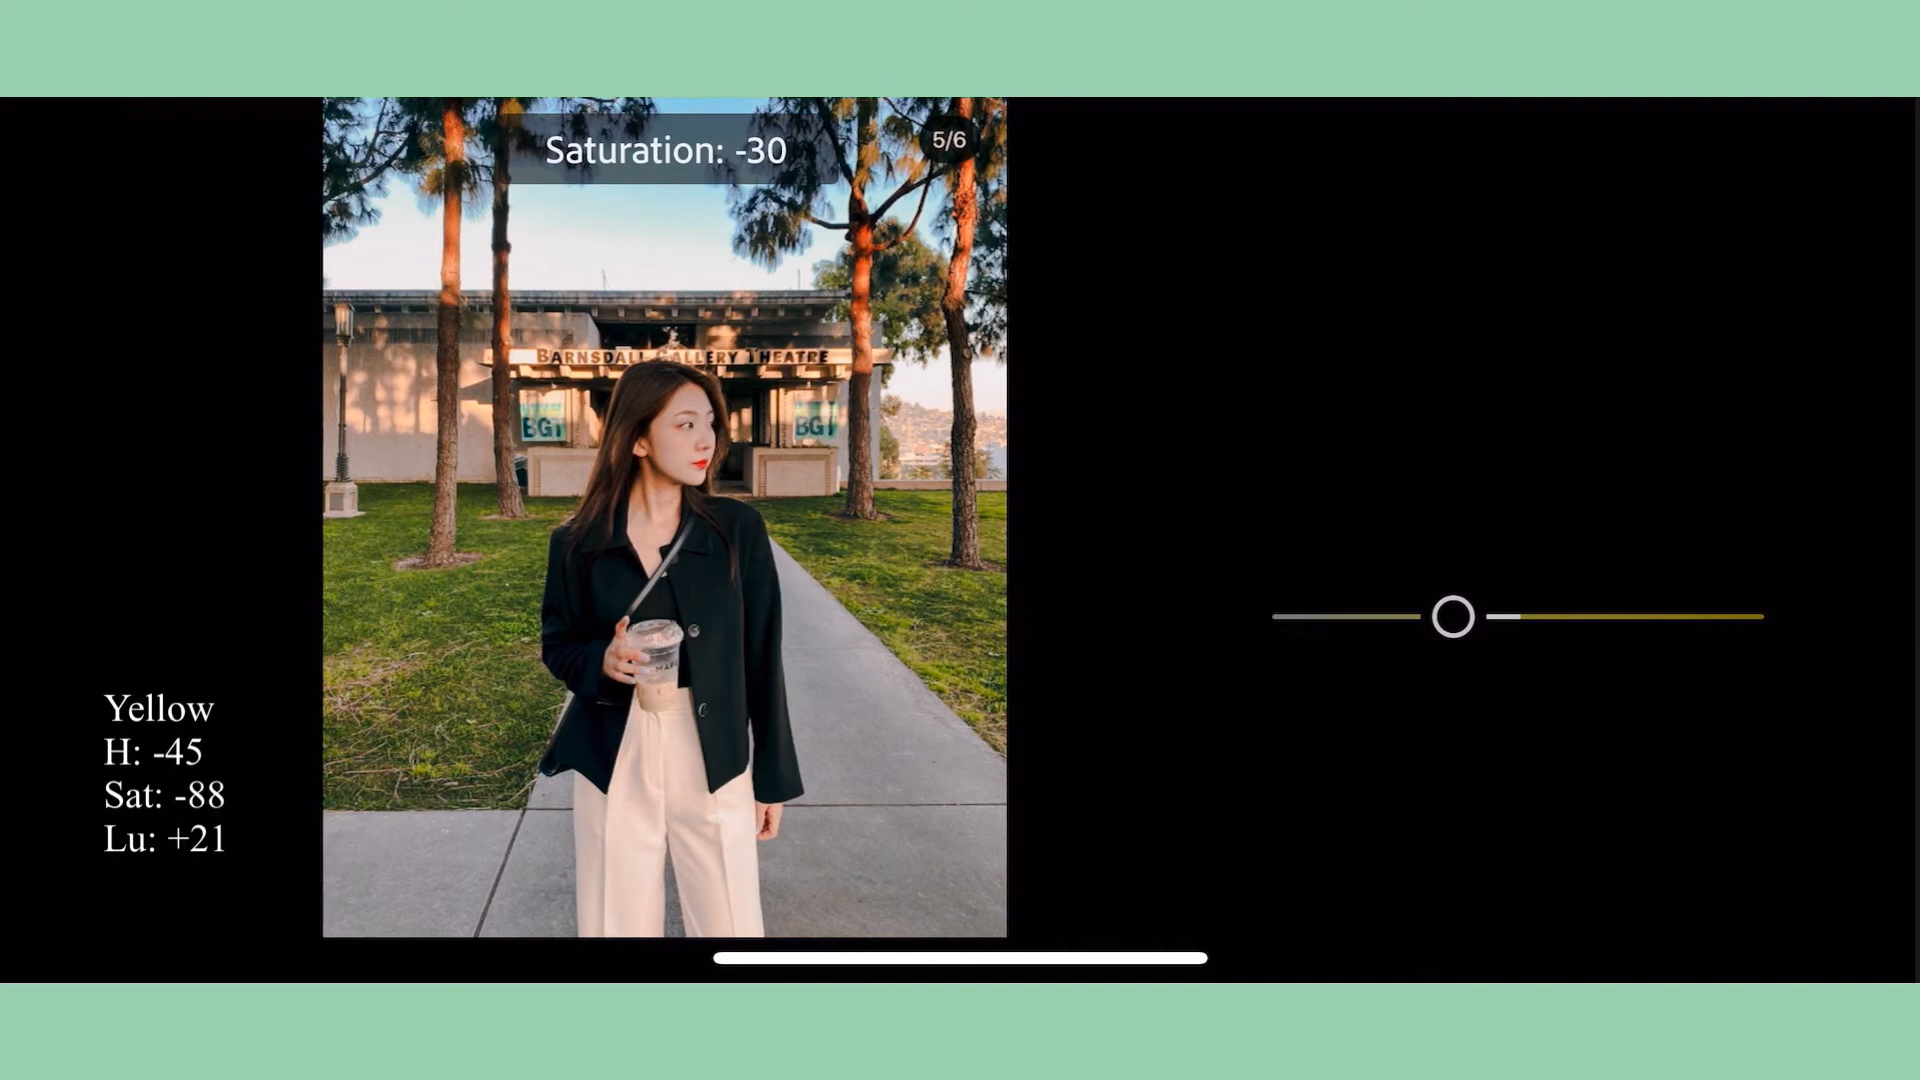 Saturation: -30
5/6
BARNSDALL GALLERY THEATRE
BGT
BGT
Yellow
H: -45
Sat: -88
Lu: +21